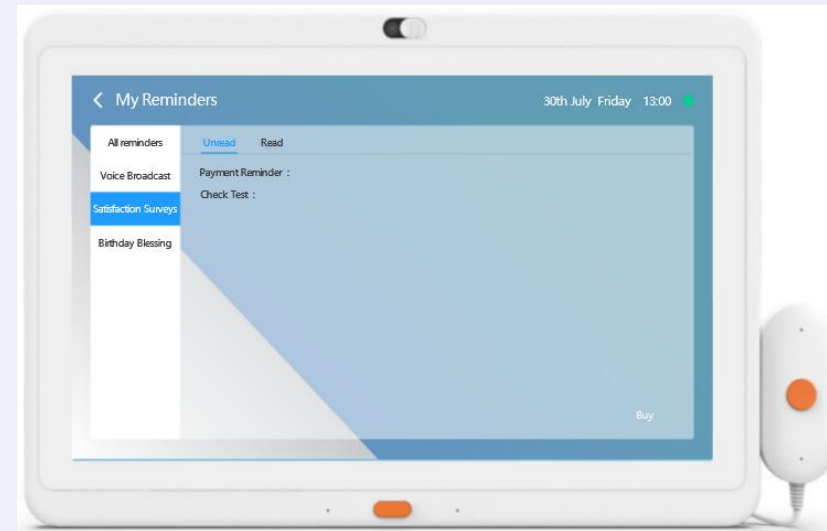 My Reminders
30th July Friday 13:00
All reminders
Voice Broadcast
Satisfaction Surveys
Birthday Blessing
Unread Read
Payment Reminder :
Check Test :
Buy